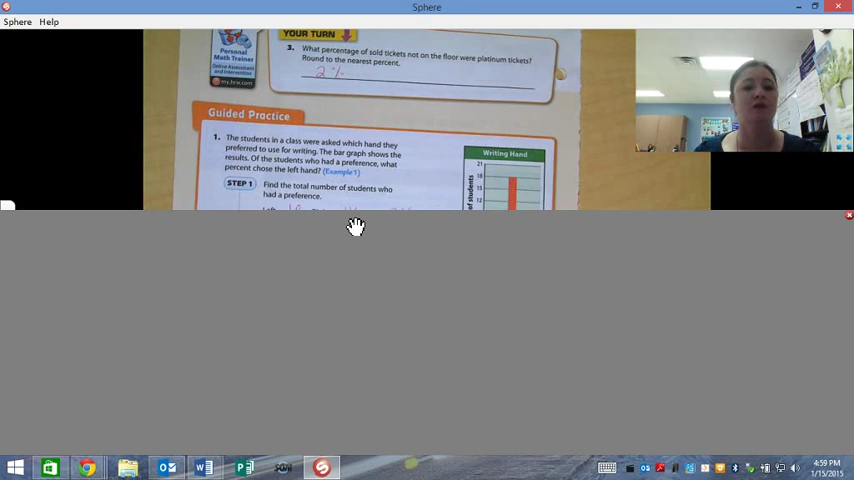 Sphere
Sphere Help
YOUR TURN
Personal
Math Trainer
Online Assessment
and Intervention
my.hrw.com
3. What percentage of sold tickets not on the floor were platinum tickets?
Round to the nearest percent.
2%
Guided Practice
1. The students in a class were asked which hand they
preferred to use for writing. The bar graph shows the
results. Of the students who had a preference, what
percent chose the left hand? (Example 1)
STEP 1 Find the total number of students who
had a preference.
Writing Hand
21
18
15
12
of students
4:59 PM
1/15/2015